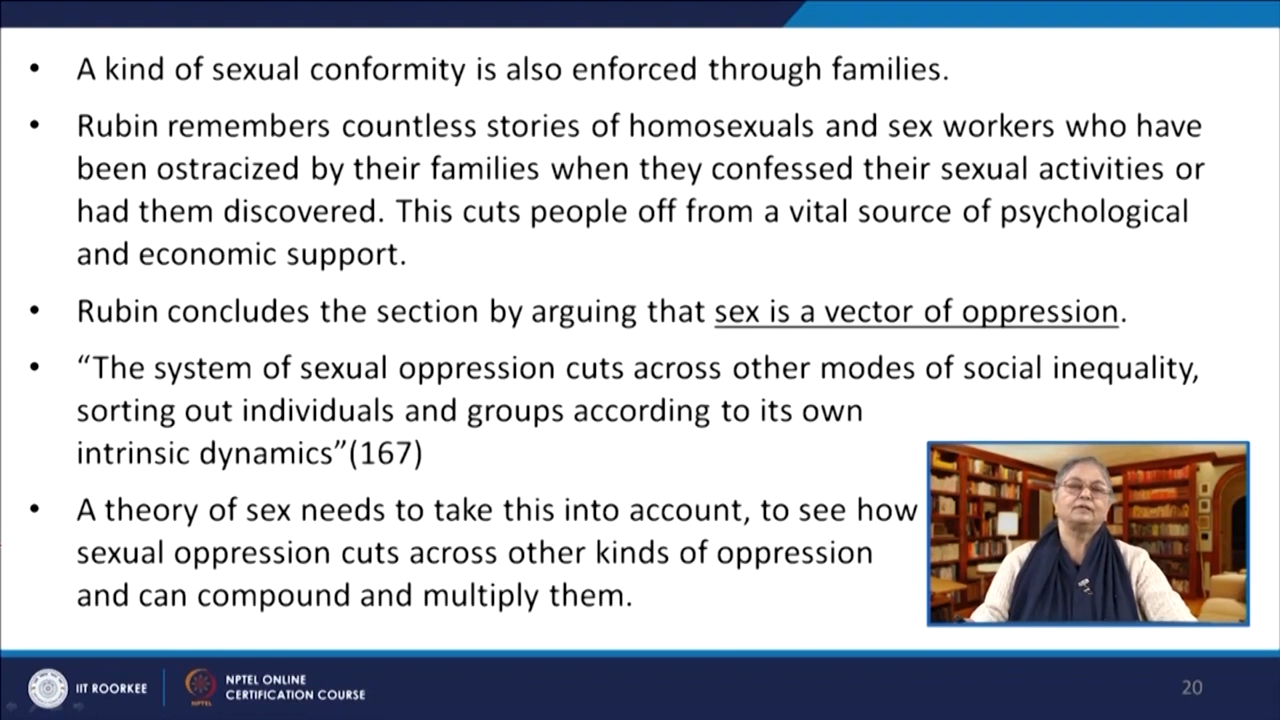 • A kind of sexual conformity is also enforced through families.
• Rubin remembers countless stories of homosexuals and sex workers who have
been ostracized by their families when they confessed their sexual activities or
had them discovered. This cuts people off from a vital source of psychological
and economic support.
• Rubin concludes the section by arguing that sex is a vector of oppression.
• “The system of sexual oppression cuts across other modes of social inequality,
sorting out individuals and groups according to its own
intrinsic dynamics”(167)
• A theory of sex needs to take this into account, to see how
sexual oppression cuts across other kinds of oppression
and can compound and multiply them.
IIT ROORKEE
NPTEL
NPTEL ONLINE
CERTIFICATION COURSE
20